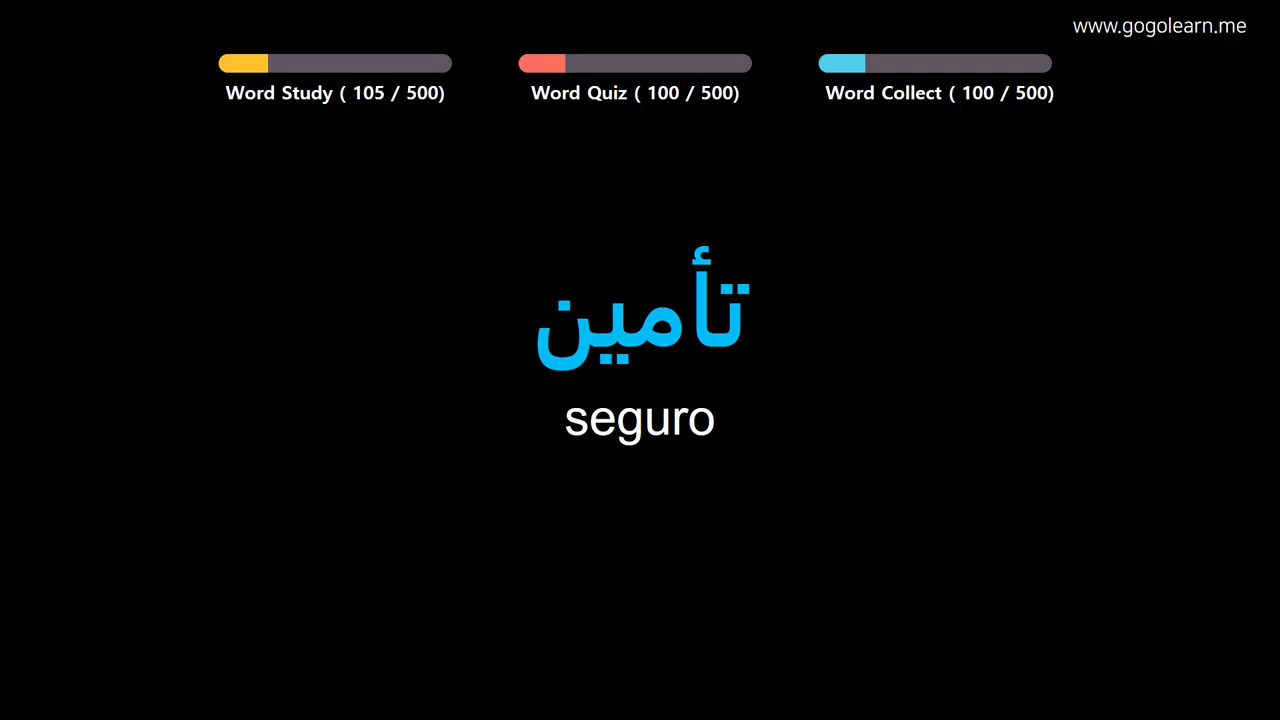 www.gogolearn.me
Word Study ( 105 / 500)
Word Quiz ( 100 / 500)
Word Collect ( 100 / 500)
تأمين
seguro